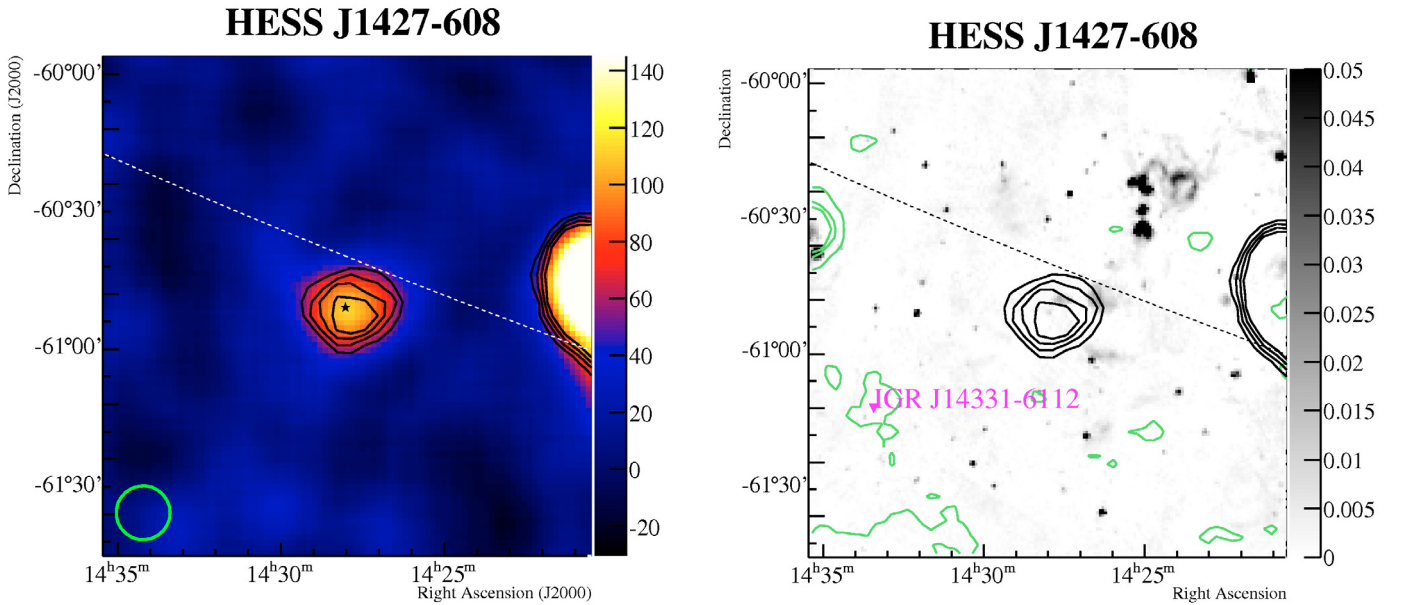 HESS J1427-608
Declination (J2000)
-60°00'
-60°30'
-61°00'
-61°30'
14h35m
14h30m
14h25m
Right Ascension (J2000)
140
120
100
80
60
40
20
0
-20
HESS J1427-608
Declination
-60°00'
-60°30'
-61°00'
-61°30'
14h35m
14h30m
14h25m
Right Ascension
IGR J14331-6112
0.05
0.045
0.04
0.035
0.03
0.025
0.02
0.015
0.01
0.005
0